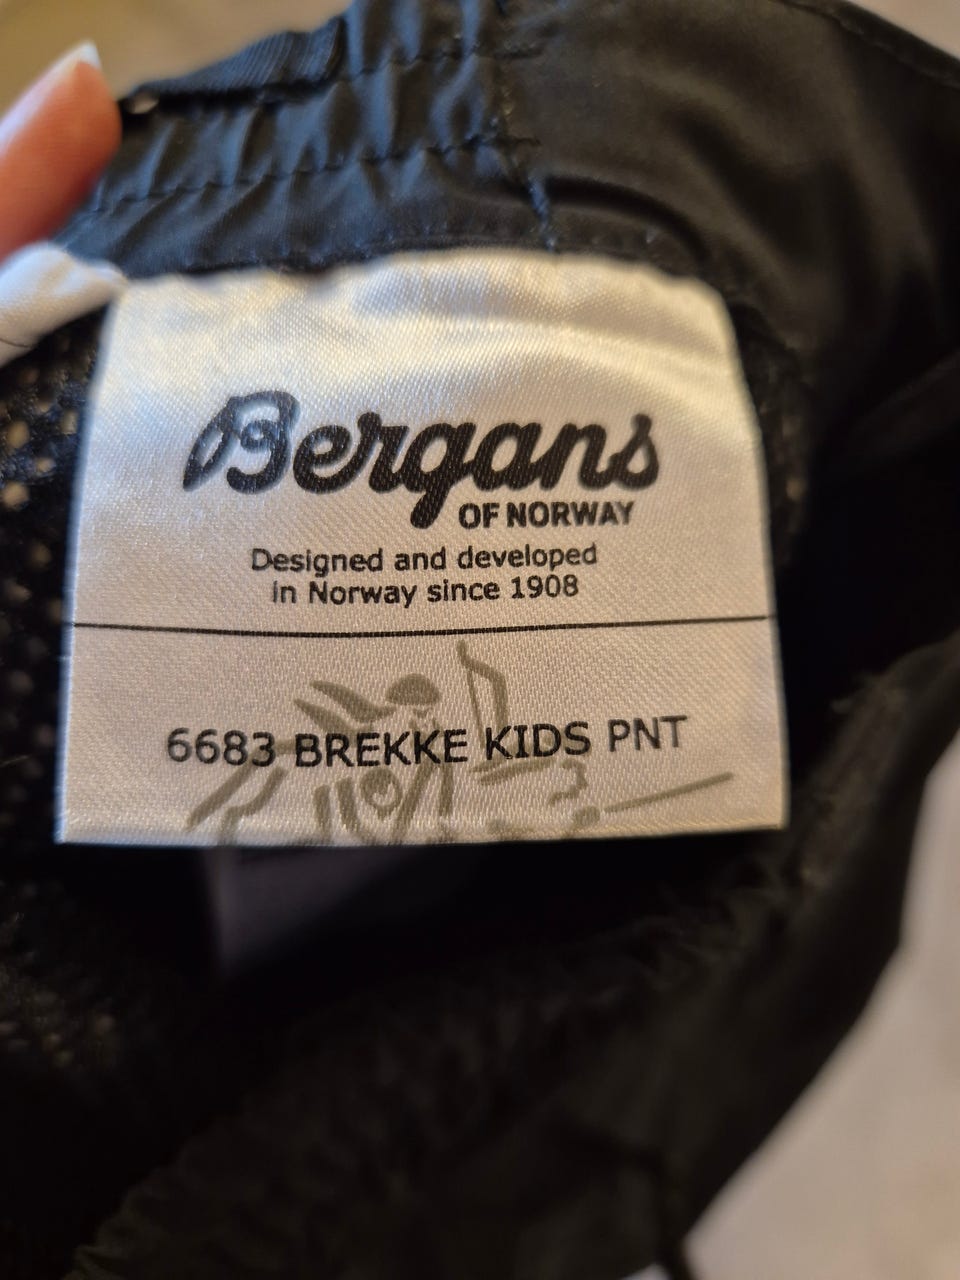 Bergans
OF NORWAY
Designed and developed
in Norway since 1908
6683 BREKKE KIDS PNT